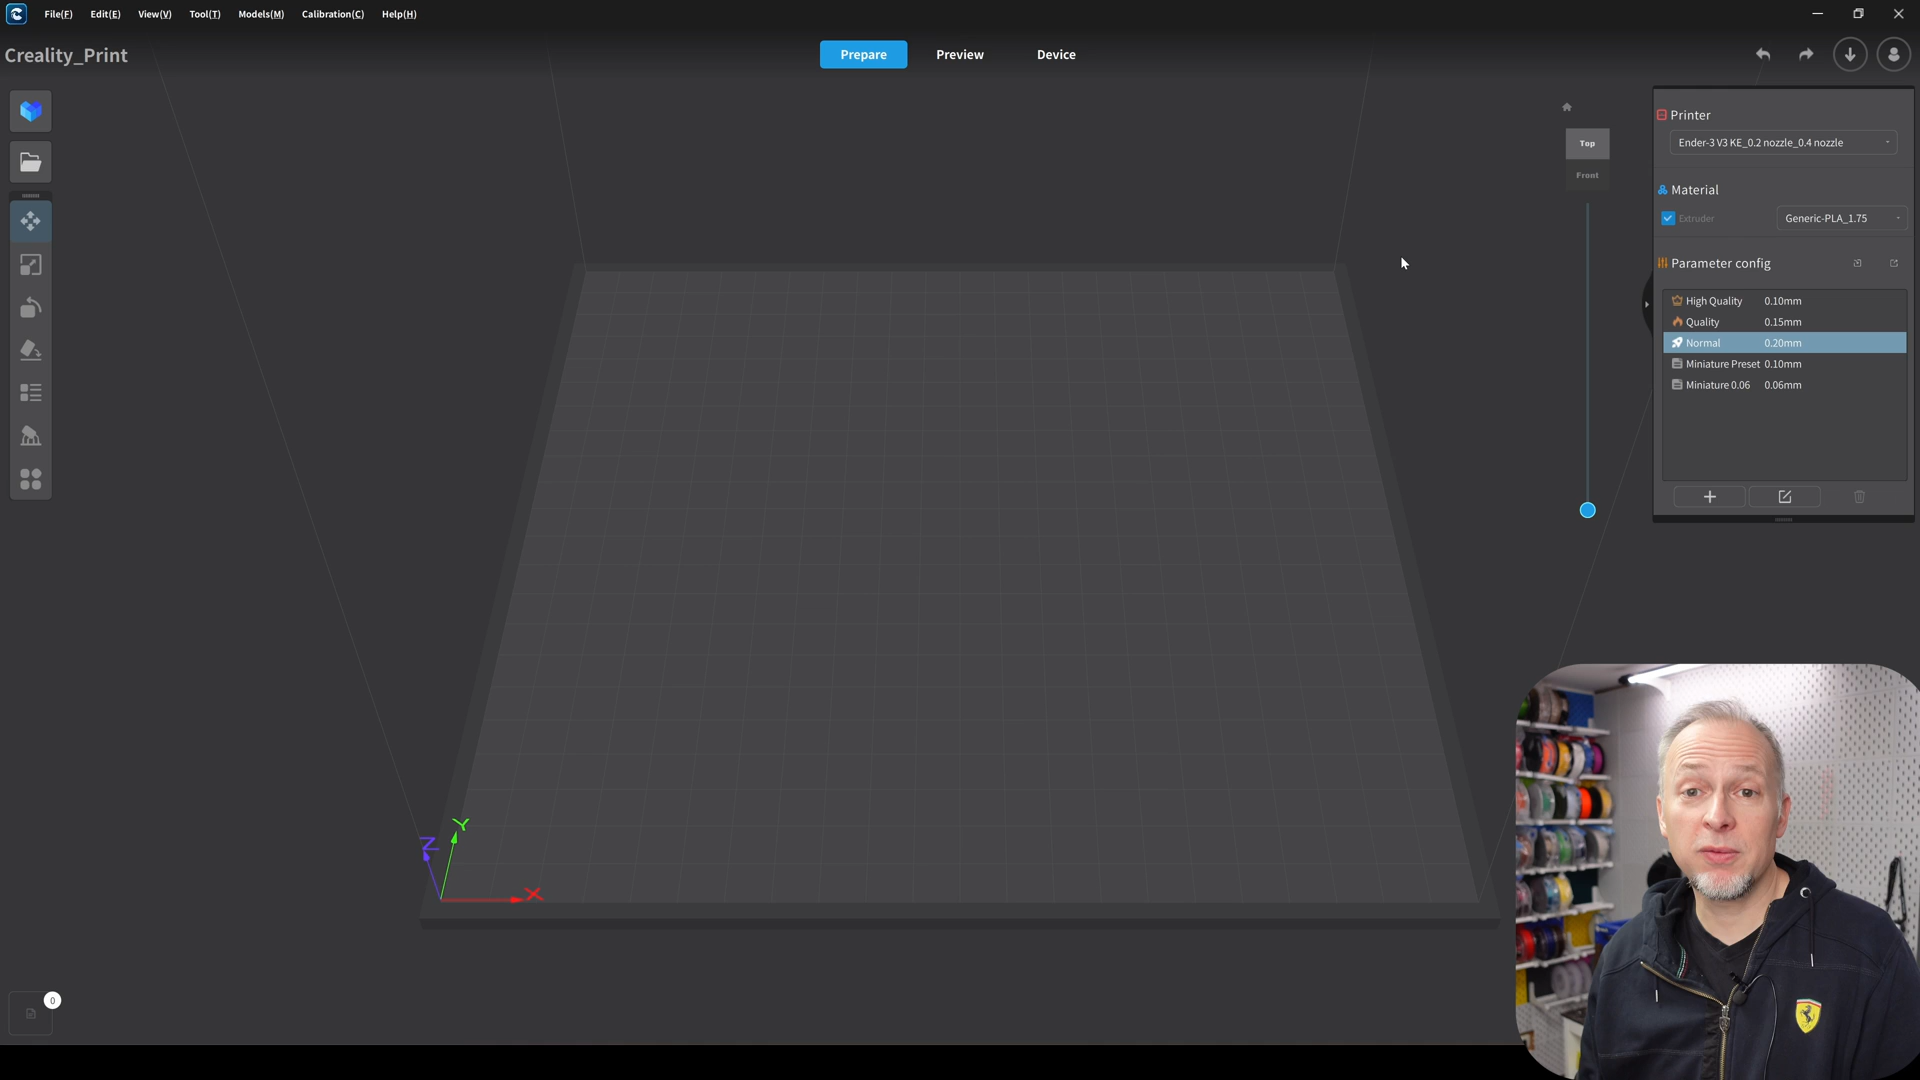 File(F) Edit(E) View(V) Tool(T) Models(M) Calibration(C) Help(H)
Creality_Print
Prepare Preview Device
Top
Front
Printer
Ender-3 V3 KE_0.2 nozzle_0.4 nozzle
Material
Extruder Generic-PLA_1.75
Parameter config
High Quality 0.10mm
Quality 0.15mm
Normal 0.20mm
Miniature Preset 0.10mm
Miniature 0.06 0.06mm
Z
Y
X
0